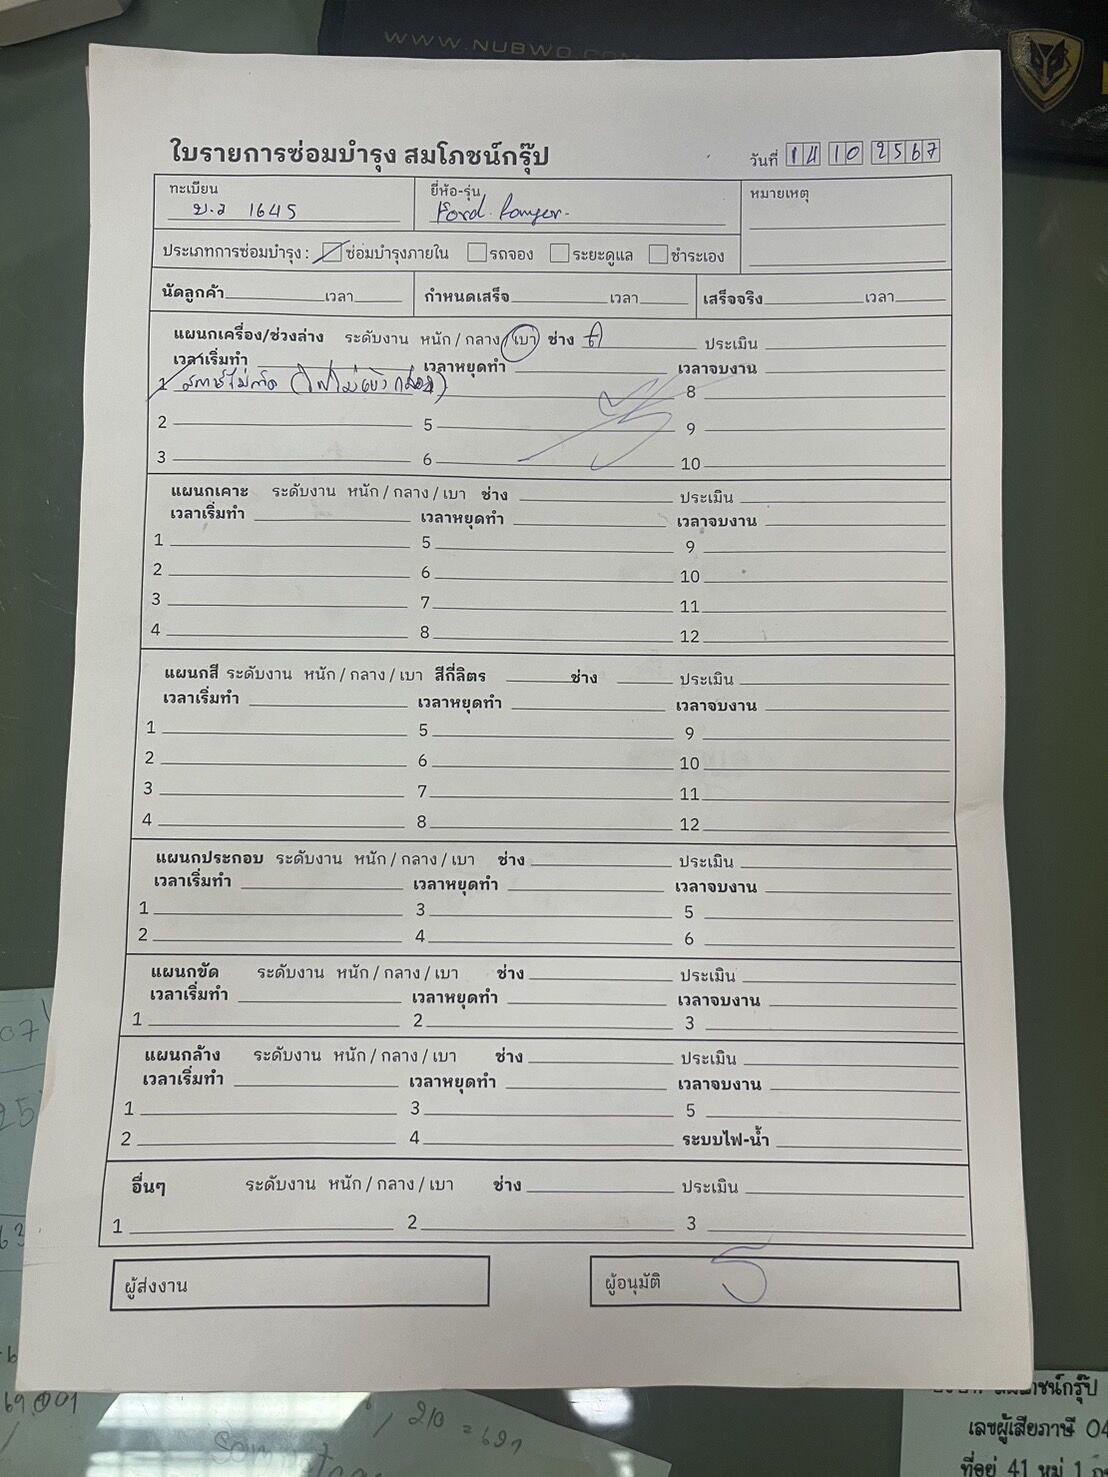 WWW.NUBWO.COM
ใบรายการซ่อมบำรุง สมโภชน์กรุ๊ป
วันที่ 14 10 2567
ทะเบียน ยี่ห้อ-รุ่น หมายเหตุ
1645 Ford Ranger
ประเภทการซ่อมบำรุง : ซ่อมบำรุงภายใน รถจอง ระยะดูแล ชำระเอง
นัดลูกค้า เวลา กำหนดเสร็จ เวลา เสร็จจริง เวลา
แผนกเครื่อง/ช่วงล่าง ระดับงาน หนัก / กลาง / เบา ช่าง ประเมิน
เวลาเริ่มทำ เวลาหยุดทำ เวลาจบงาน
1 สตาร์ทไม่ติด 8
2 5 9
3 6 10
แผนกเคาะ ระดับงาน หนัก / กลาง / เบา ช่าง ประเมิน
เวลาเริ่มทำ เวลาหยุดทำ เวลาจบงาน
1 5 9
2 6 10
3 7 11
4 8 12
แผนกสี ระดับงาน หนัก / กลาง / เบา สีกี่ลิตร ช่าง ประเมิน
เวลาเริ่มทำ เวลาหยุดทำ เวลาจบงาน
1 5 9
2 6 10
3 7 11
4 8 12
แผนกประกอบ ระดับงาน หนัก / กลาง / เบา ช่าง ประเมิน
เวลาเริ่มทำ เวลาหยุดทำ เวลาจบงาน
1 3 5
2 4 6
แผนกขัด ระดับงาน หนัก / กลาง / เบา ช่าง ประเมิน
เวลาเริ่มทำ เวลาหยุดทำ เวลาจบงาน
1 2 3
แผนกล้าง ระดับงาน หนัก / กลาง / เบา ช่าง ประเมิน
เวลาเริ่มทำ เวลาหยุดทำ เวลาจบงาน
1 3 5
2 4 ระบบไฟ-น้ำ
อื่นๆ ระดับงาน หนัก / กลาง / เบา ช่าง ประเมิน
1 2 3
ผู้ส่งงาน ผู้อนุมัติ
เลขผู้เสียภาษี 04
ที่อยู่ 41 หมู่ 1